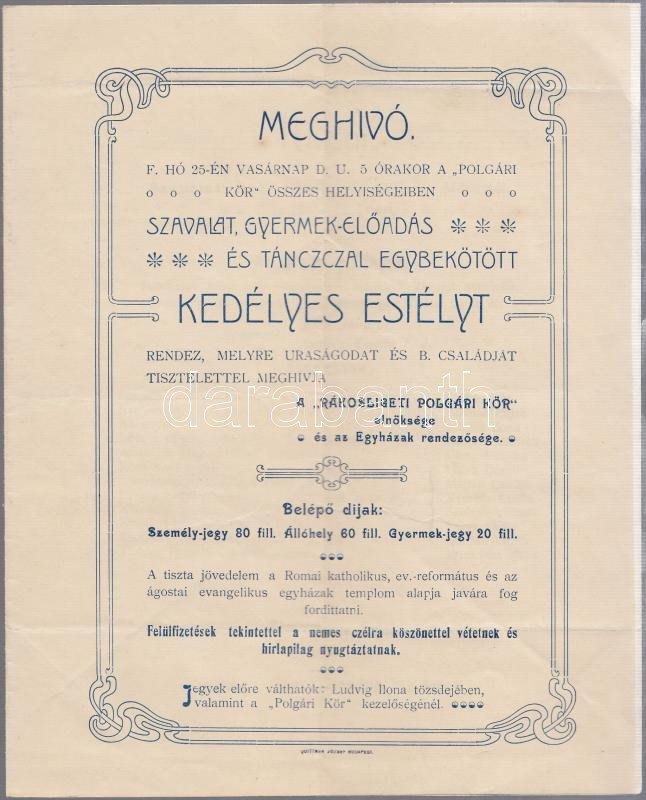 MEGHIVÓ.
F. HÓ 25-ÉN VASÁRNAP D. U. 5 ÓRAKOR A „POLGÁRI
KÖR“ ÖSSZES HELYISÉGEIBEN
SZAVALAT, GYERMEK-ELŐADÁS
ÉS TÁNCZCZAL EGYBEKÖTÖTT
KEDÉLYES ESTÉLYT
RENDEZ, MELYRE URASÁGODAT ÉS B. CSALÁDJÁT
TISZTELETTEL MEGHIVJA
A „RÁKOSLIGETI POLGÁRI KÖR“
elnöksége
és az Egyházak rendezősége.
darabanth
Belépő dijak:
Személy-jegy 80 fill. Állóhely 60 fill. Gyermek-jegy 20 fill.
A tiszta jövedelem a Romai katholikus, ev.-református és az
ágostai evangelikus egyházak templom alapja javára fog
fordittatni.
Felülfizetések tekintettel a nemes czélra köszönettel vétetnek és
hirlapilag nyugtáztatnak.
Jegyek előre válthatók: Ludvig Ilona tözsdejében,
valamint a „Polgári Kör“ kezelőségénél.
JÓZSEF BUDAPEST.